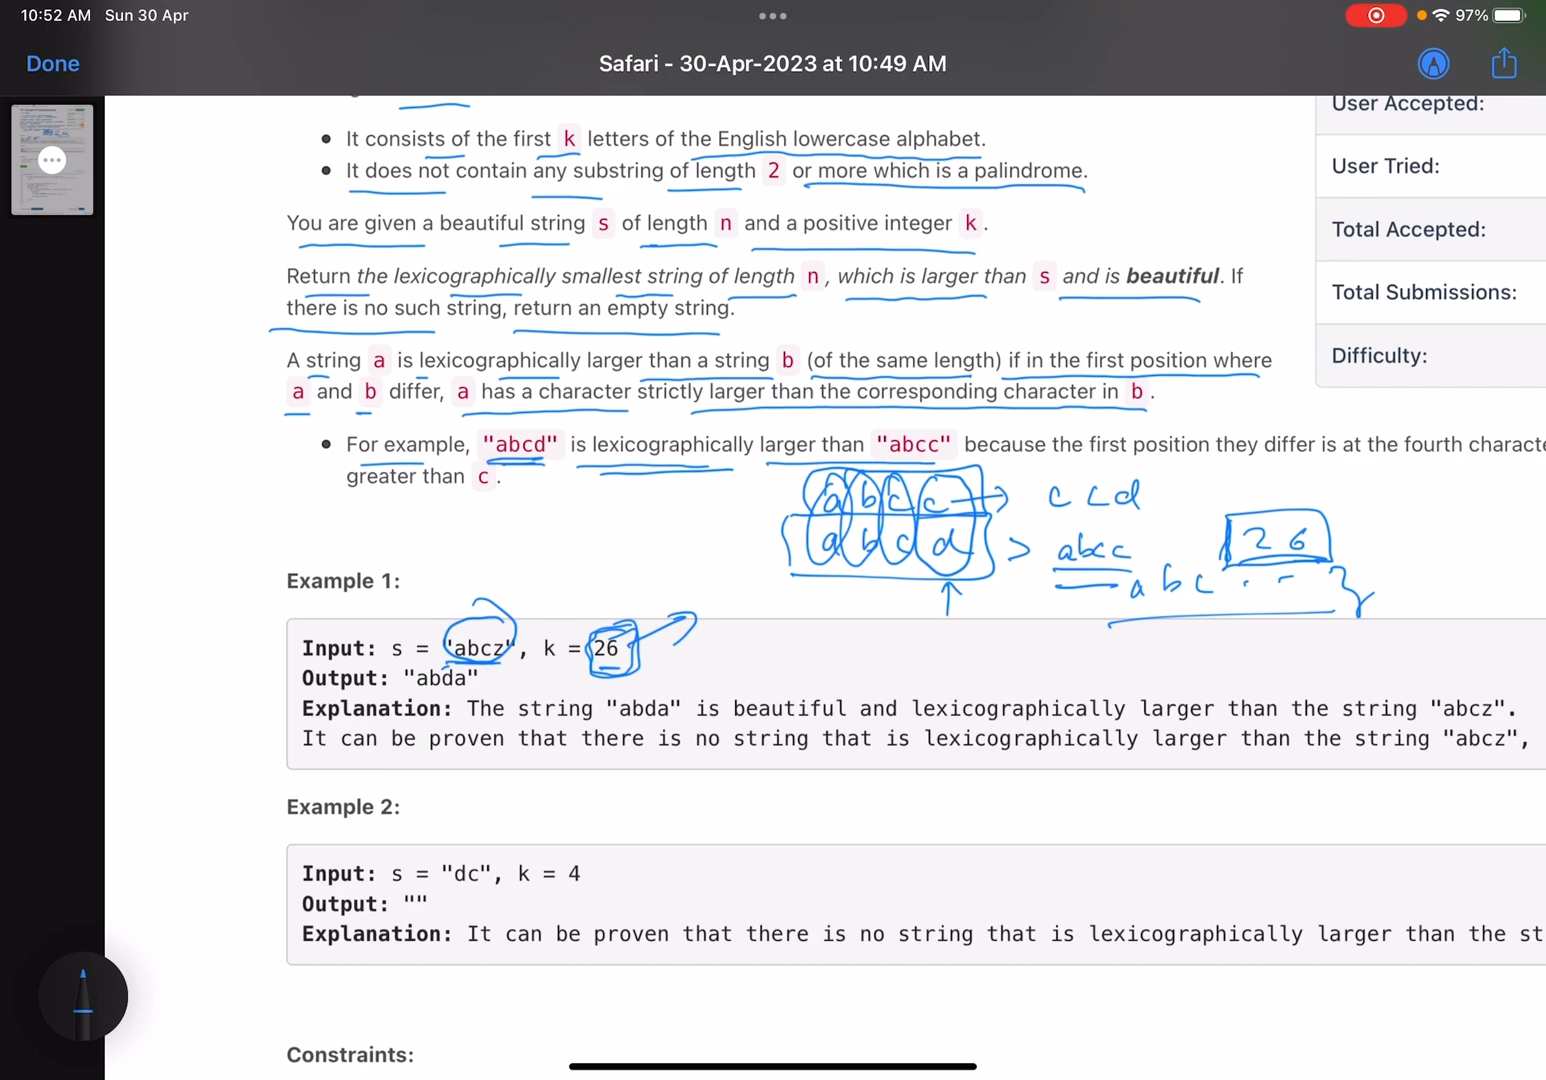 10:52 AM Sun 30 Apr
97%
Done
Safari - 30-Apr-2023 at 10:49 AM
User Accepted:
• It consists of the first k letters of the English lowercase alphabet.
• It does not contain any substring of length 2 or more which is a palindrome.
User Tried:
You are given a beautiful string s of length n and a positive integer k.
Total Accepted:
Return the lexicographically smallest string of length n, which is larger than s and is beautiful. If
there is no such string, return an empty string.
Total Submissions:
A string a is lexicographically larger than a string b (of the same length) if in the first position where
a and b differ, a has a character strictly larger than the corresponding character in b.
Difficulty:
• For example, "abcd" is lexicographically larger than "abcc" because the first position they differ is at the fourth
greater than c.
a b c c → c c d
a b c d > abcc
26
a b c . -
Example 1:
Input: s = "abcz", k = 26
Output: "abda"
Explanation: The string "abda" is beautiful and lexicographically larger than the string "abcz".
It can be proven that there is no string that is lexicographically larger than the string "abcz",
Example 2:
Input: s = "dc", k = 4
Output: ""
Explanation: It can be proven that there is no string that is lexicographically larger than the st
Constraints: